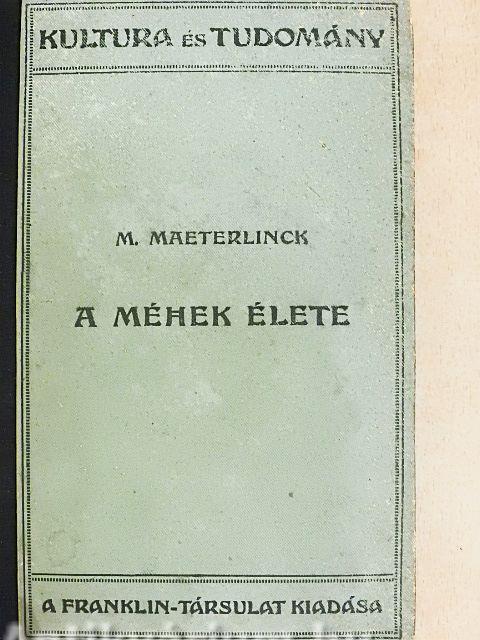 KULTURA ÉS TUDOMÁNY
M. MAETERLINCK
A MÉHEK ÉLETE
A FRANKLIN-TÁRSULAT KIADÁSA